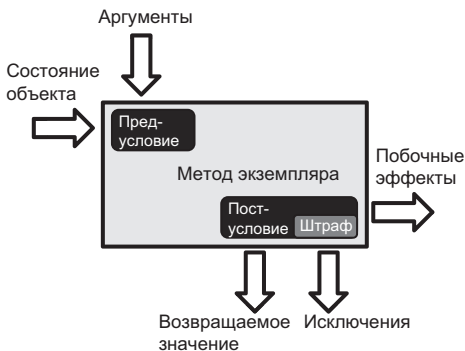 Аргументы
Состояние
объекта
Пред-
условие
Метод экземпляра
Побочные
эффекты
Пост-
условие
Штраф
Возвращаемое
значение
Исключения